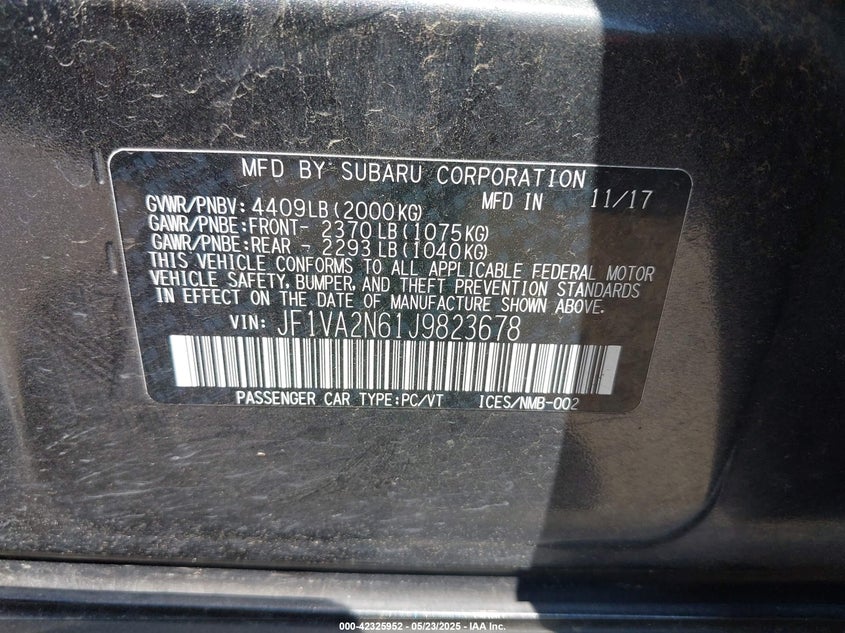 MFD BY SUBARU CORPORATION
GVWR/PNBV: 4409LB(2000KG) MFD IN 11/17
GAWR/PNBE:FRONT- 2370LB(1075KG)
GAWR/PNBE:REAR - 2293LB(1040KG)
THIS VEHICLE CONFORMS TO ALL APPLICABLE FEDERAL MOTOR
VEHICLE SAFETY, BUMPER, AND THEFT PREVENTION STANDARDS
IN EFFECT ON THE DATE OF MANUFACTURE SHOWN ABOVE.
VIN: JF1VA2N61J9823678
PASSENGER CAR TYPE:PC/VT ICES/NMB-002
000-42325952 - 05/23/2025 - IAA Inc.